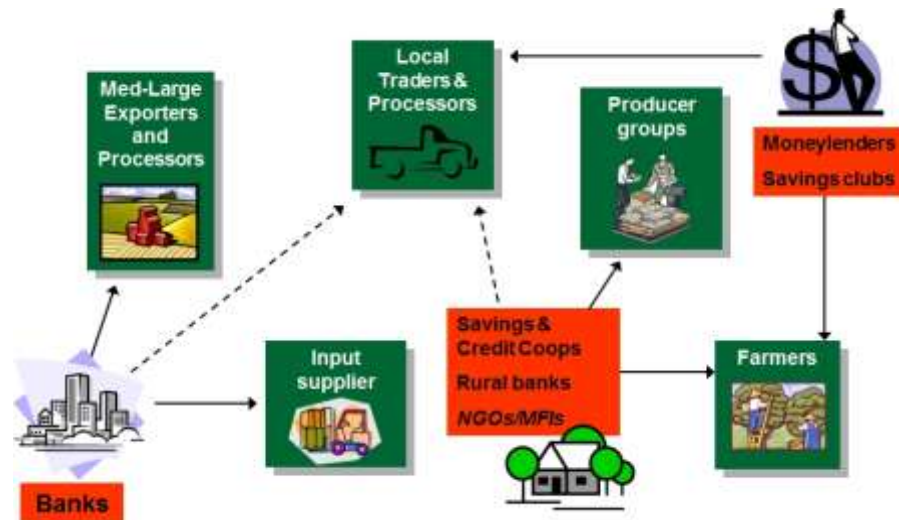 Med-Large
Exporters
and
Processors
Local
Traders &
Processors
Producer
groups
Moneylenders
Savings clubs
Input
supplier
Savings &
Credit Coops
Rural banks
NGOs/MFIs
Farmers
Banks